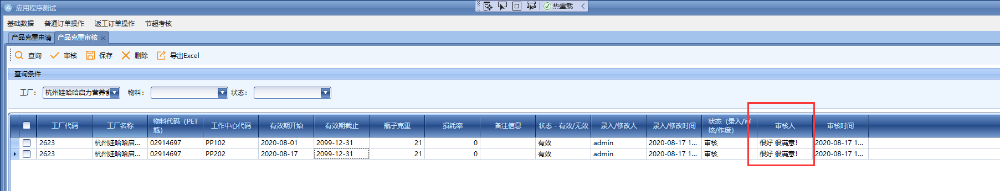 应用程序测试
热重载
基础数据 普通订单操作 返工订单操作 节超考核
产品克重申请 产品克重审核
查询 审核 保存 删除 导出Excel
查询条件
工厂: 杭州娃哈哈启力营养食 物料: 状态:
工厂代码 工厂名称 物料代码（PET瓶） 工作中心代码 有效期开始 有效期截止 瓶子克重 损耗率 备注信息 状态 - 有效/无效 录入/修改人 录入/修改时间 状态（录入/审核/作废） 审核人 审核时间
2623 杭州娃哈哈启... 02914697 PP102 2020-08-01 2099-12-31 21 0 有效 admin 2020-08-17 1... 审核 很好 很满意! 2020-08-17 1...
2623 杭州娃哈哈启... 02914697 PP202 2020-08-17 2099-12-31 21 0 有效 admin 2020-08-17 1... 审核 很好 很满意! 2020-08-17 1...